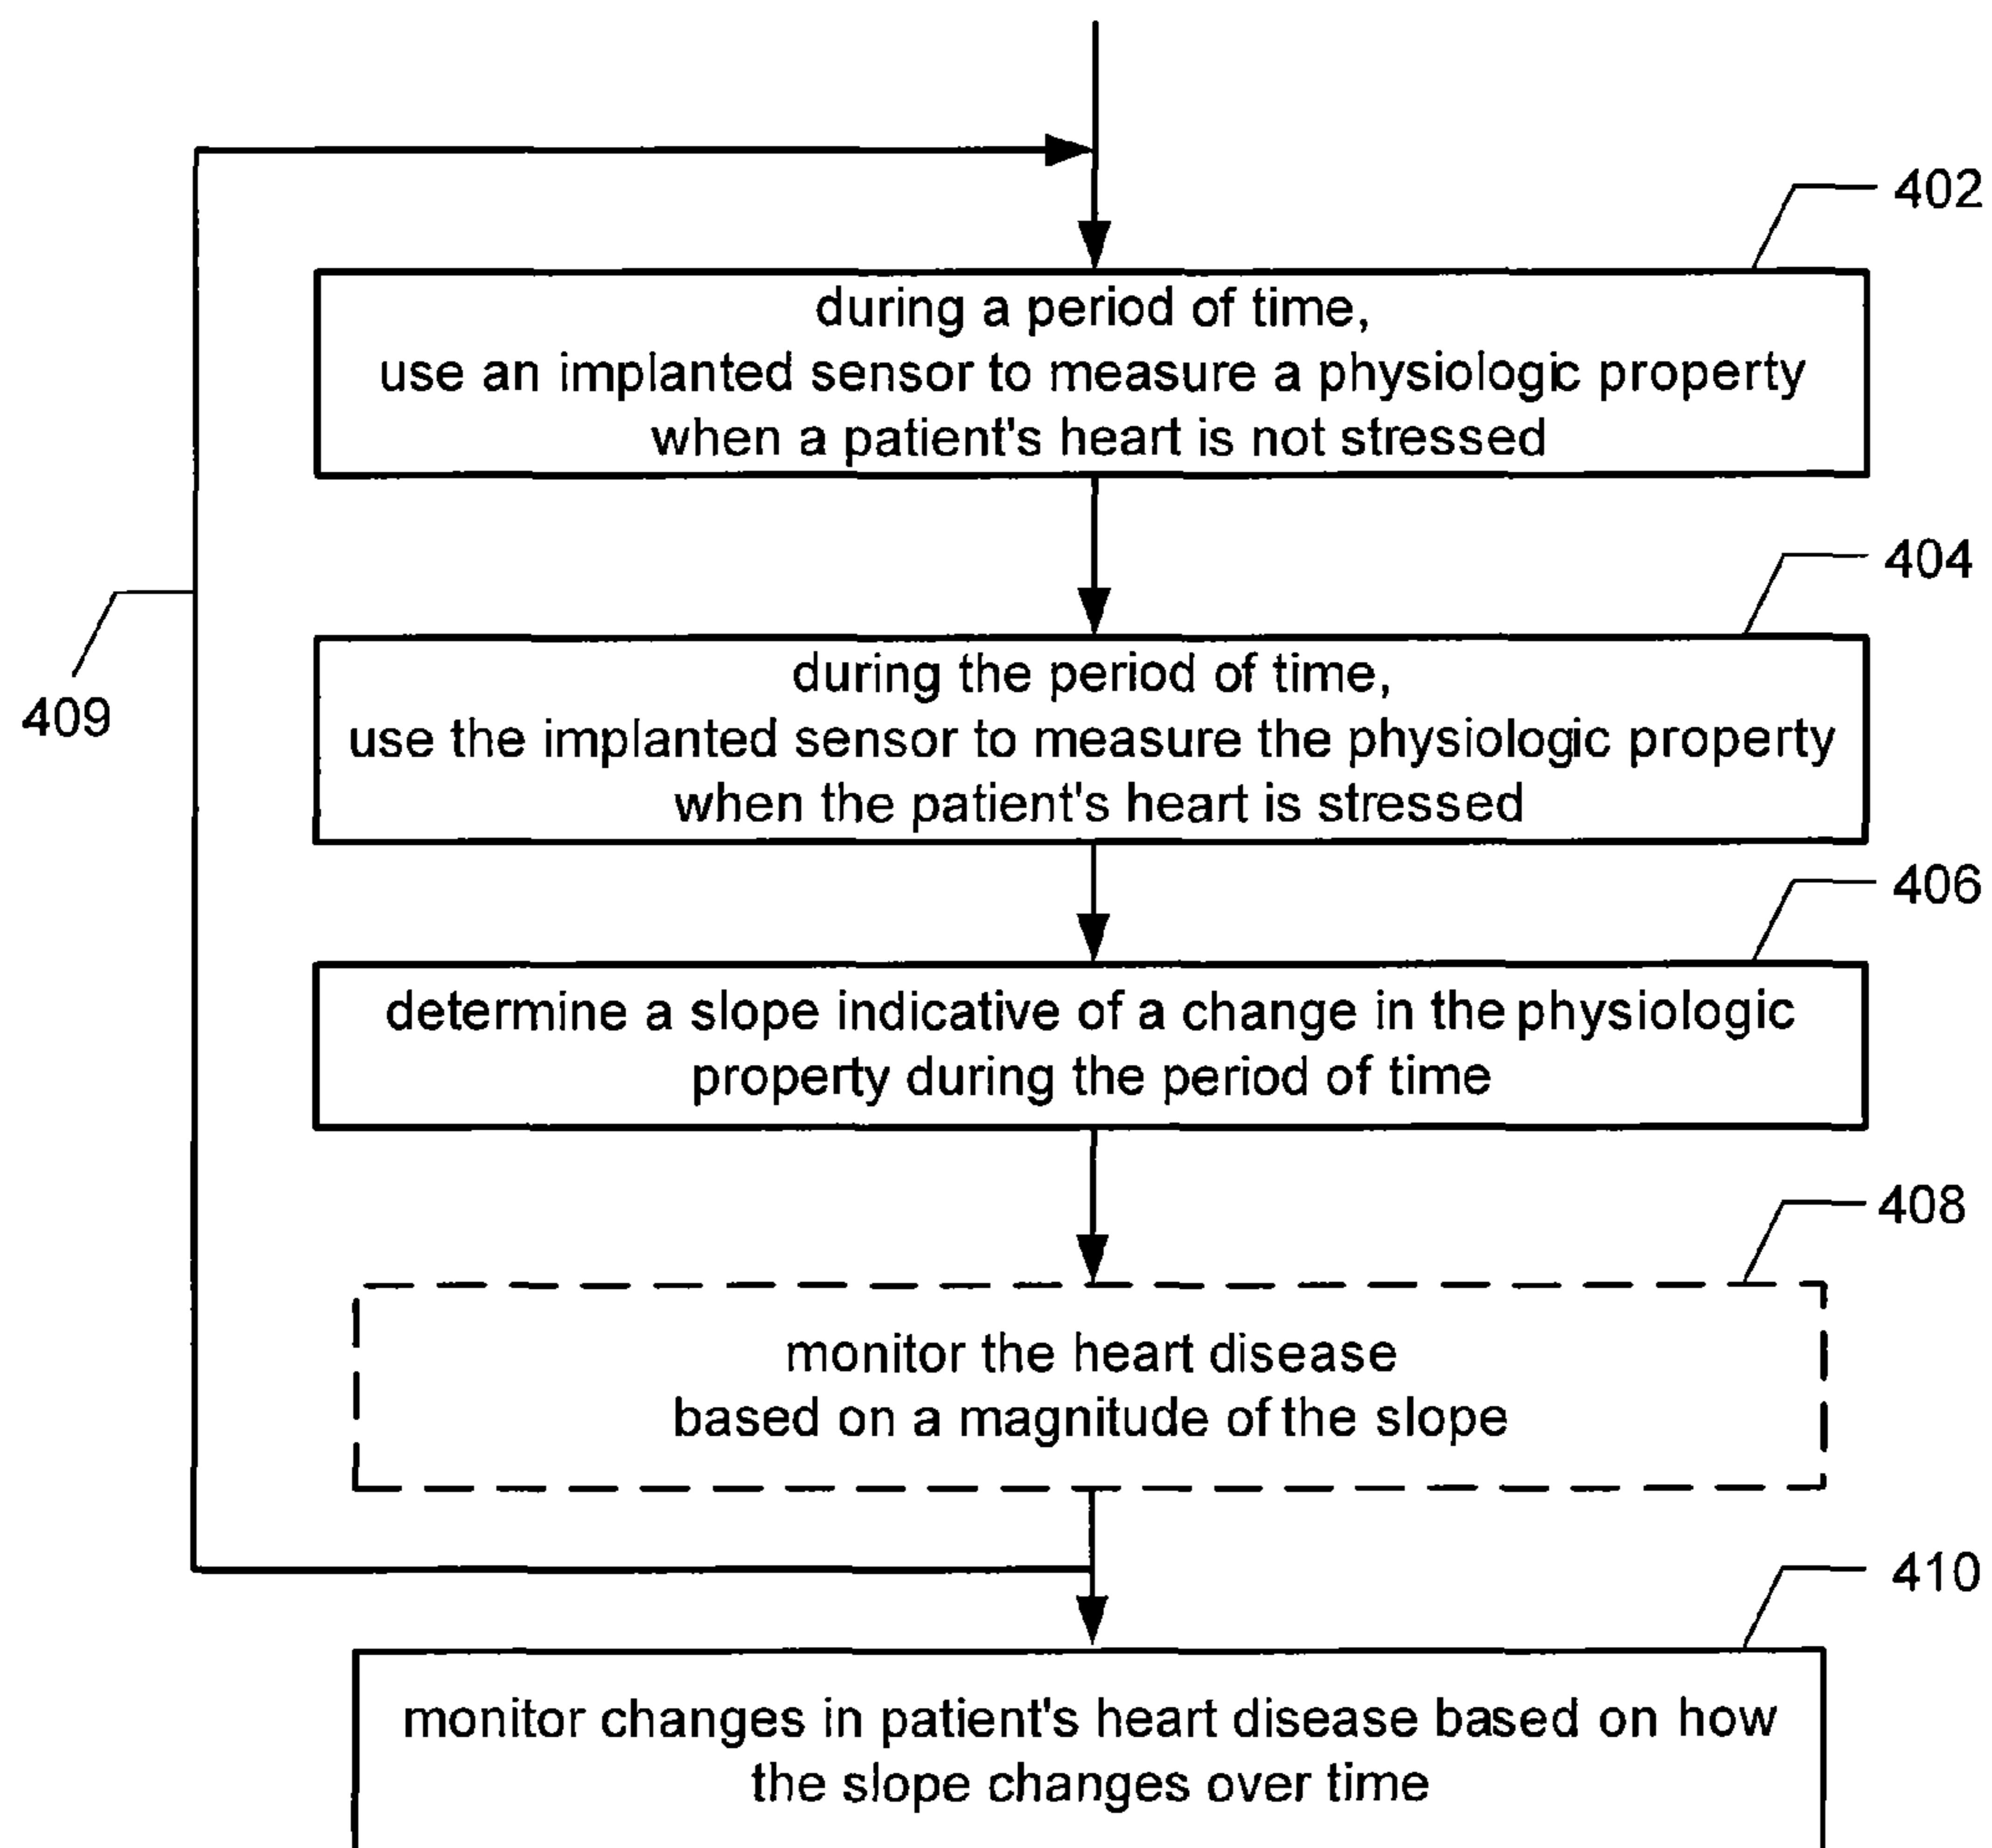 402
during a period of time,
use an implanted sensor to measure a physiologic property
when a patient's heart is not stressed
404
during the period of time,
use the implanted sensor to measure the physiologic property
when the patient's heart is stressed
409
406
determine a slope indicative of a change in the physiologic
property during the period of time
408
monitor the heart disease
based on a magnitude of the slope
410
monitor changes in patient's heart disease based on how
the slope changes over time